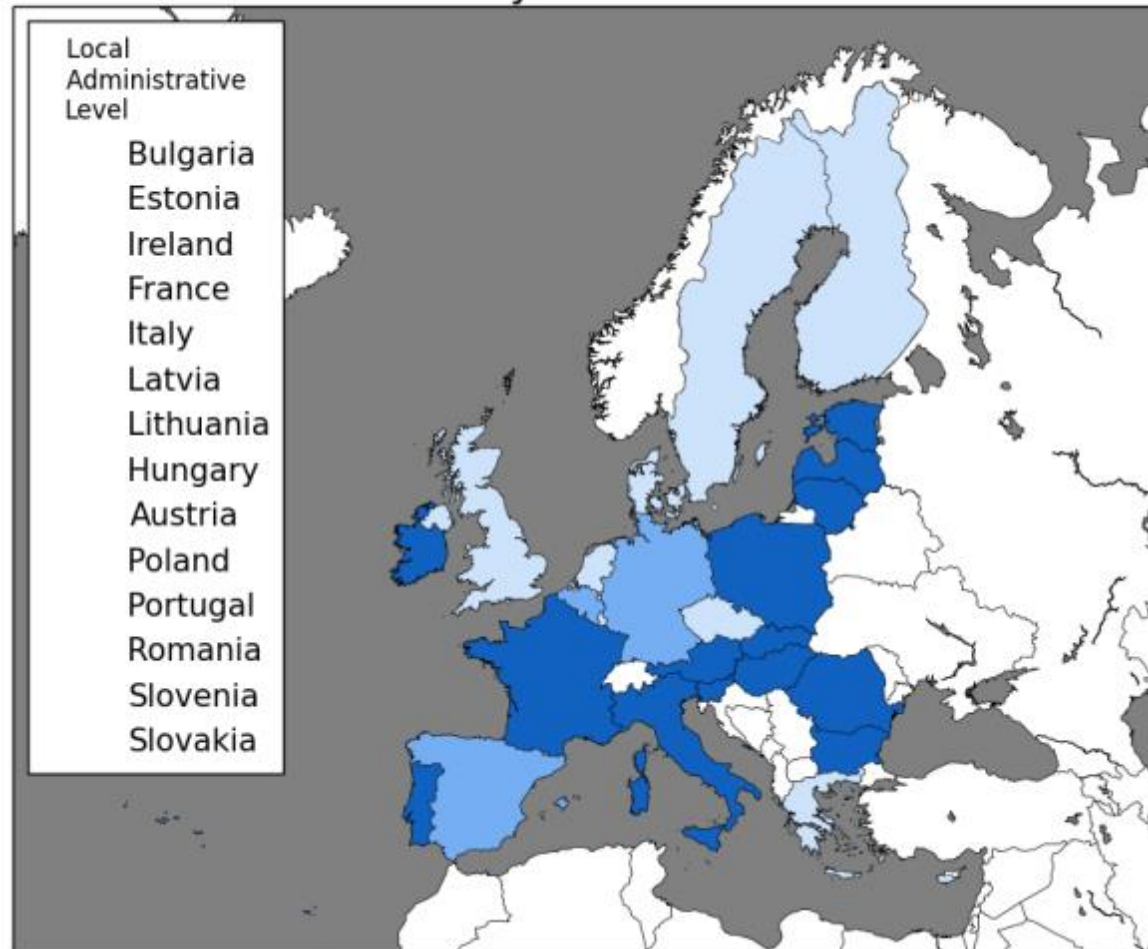 Local
Administrative
Level
Bulgaria
Estonia
Ireland
France
Italy
Latvia
Lithuania
Hungary
Austria
Poland
Portugal
Romania
Slovenia
Slovakia